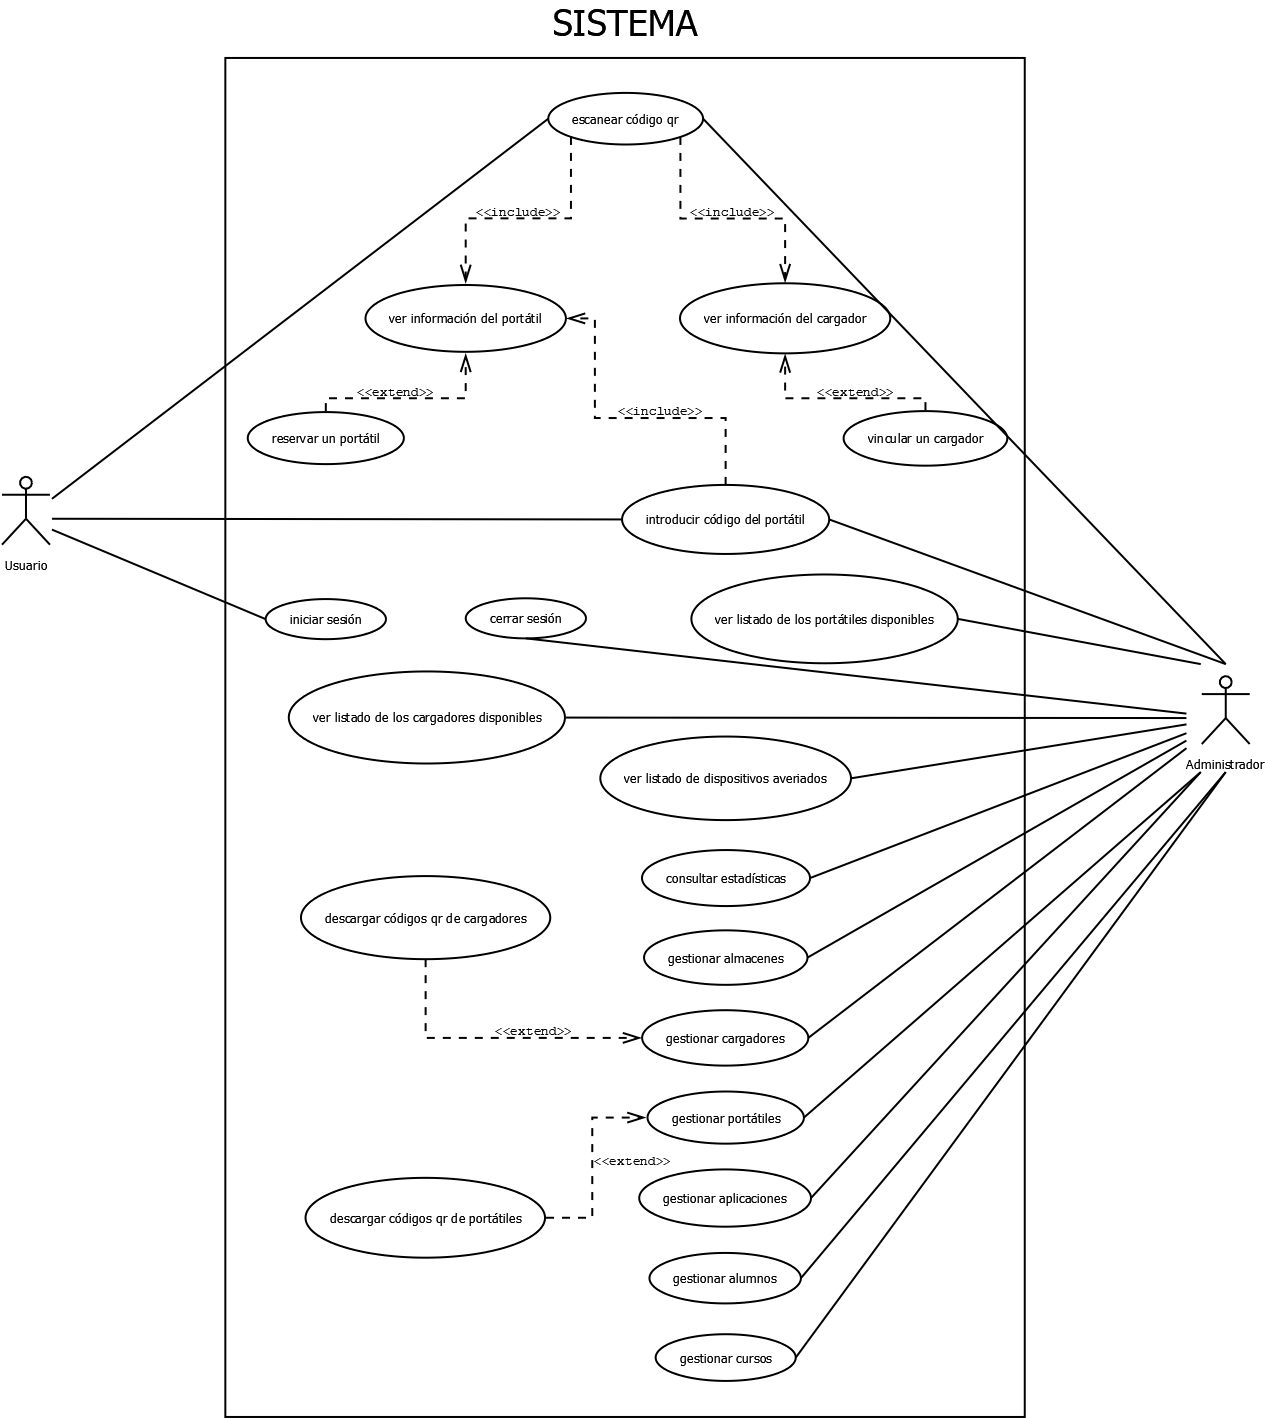 SISTEMA
escanear código qr
<<include>>
<<include>>
ver información del portátil
ver información del cargador
<<extend>>
<<extend>>
<<include>>
reservar un portátil
vincular un cargador
introducir código del portátil
Usuario
iniciar sesión
cerrar sesión
ver listado de los portátiles disponibles
ver listado de los cargadores disponibles
Administrador
ver listado de dispositivos averiados
consultar estadísticas
descargar códigos qr de cargadores
gestionar almacenes
<<extend>>
gestionar cargadores
gestionar portátiles
<<extend>>
gestionar aplicaciones
descargar códigos qr de portátiles
gestionar alumnos
gestionar cursos